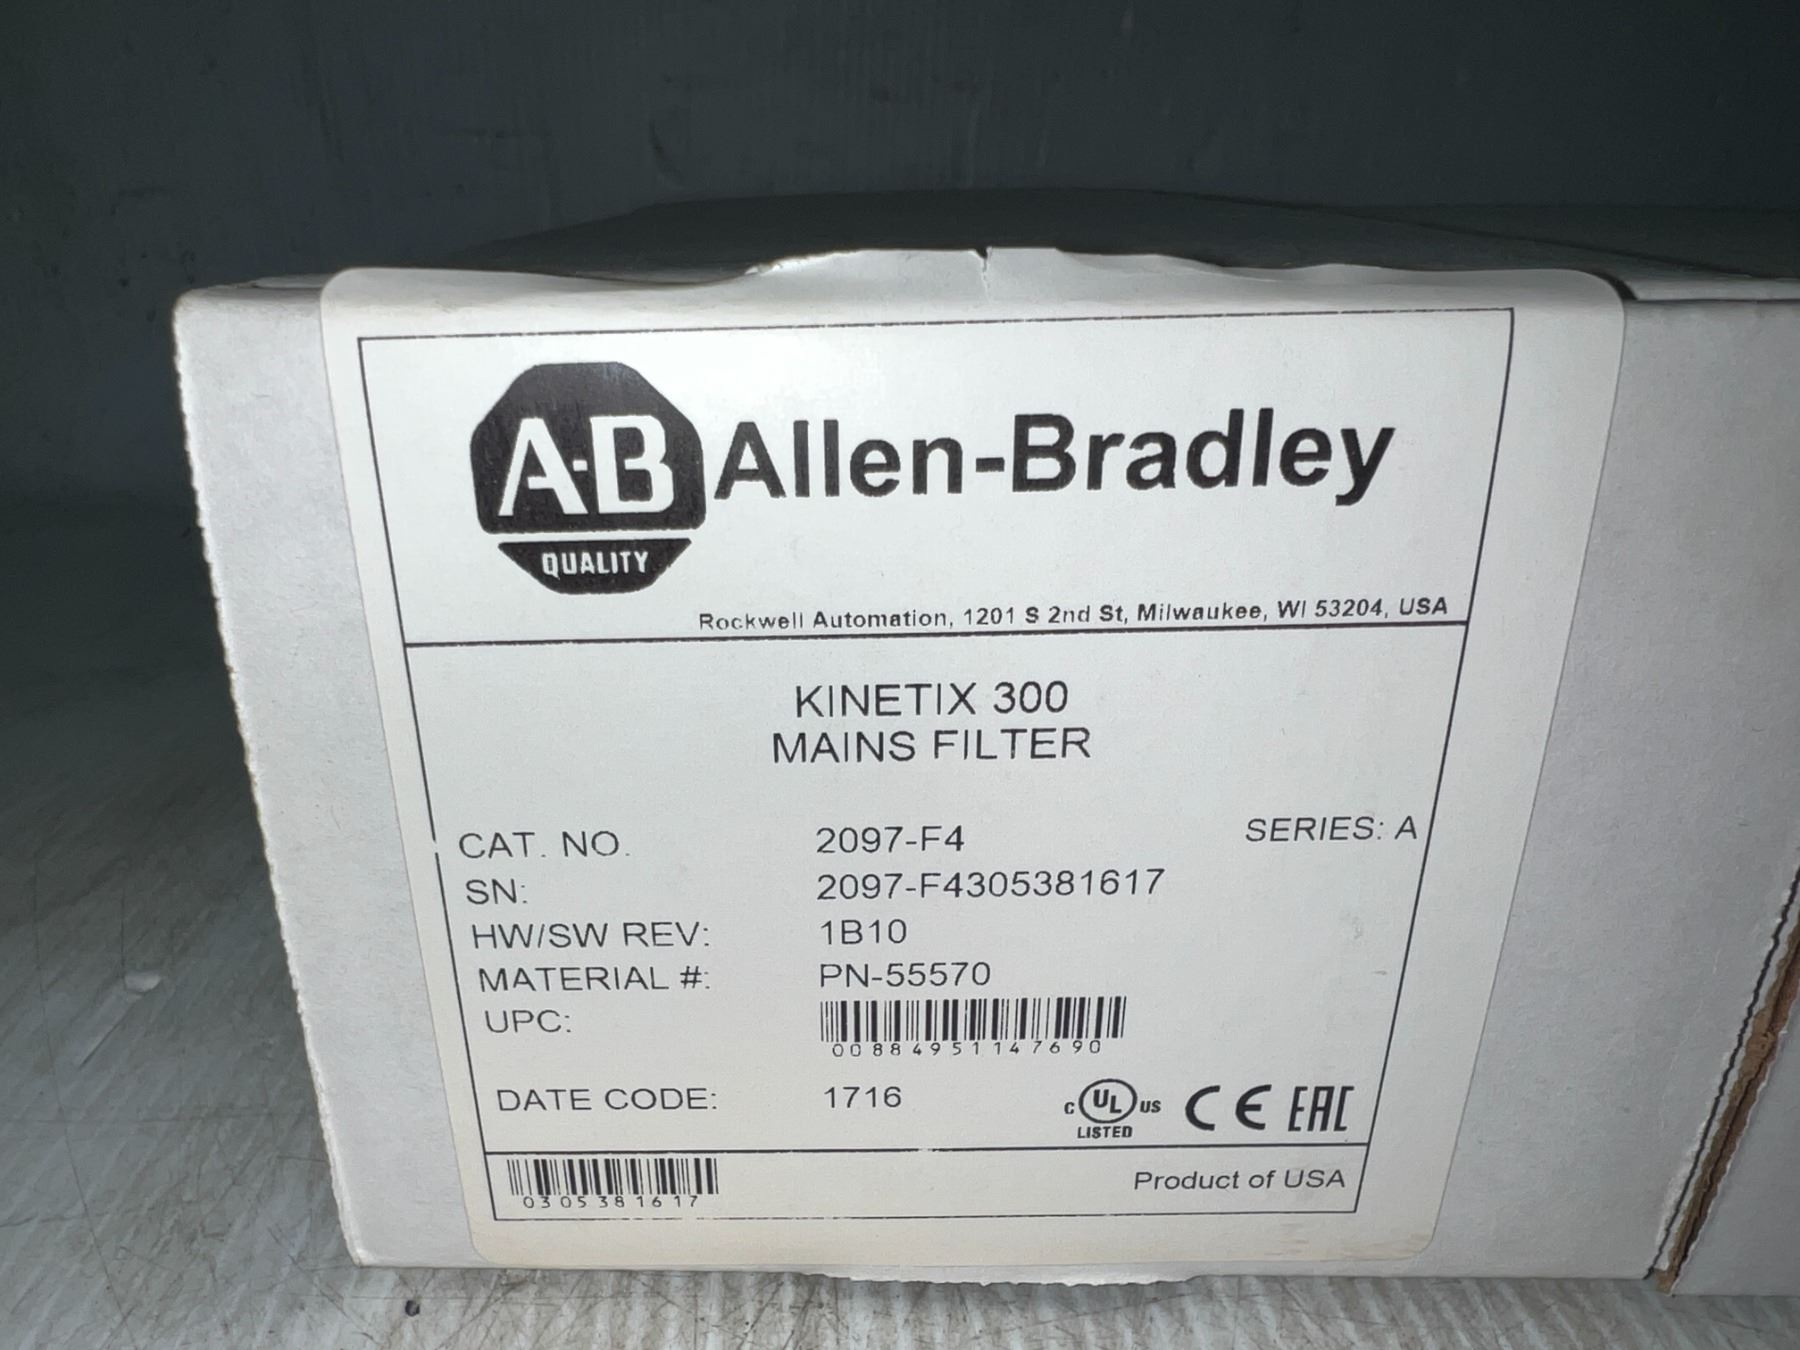 A-B Allen-Bradley
QUALITY
Rockwell Automation, 1201 S 2nd St, Milwaukee, WI 53204, USA
KINETIX 300
MAINS FILTER
CAT. NO. 2097-F4 SERIES: A
SN: 2097-F4305381617
HW/SW REV: 1B10
MATERIAL #: PN-55570
UPC:
00884951147690
DATE CODE: 1716 c UL us CE EAC
LISTED
0305381617
Product of USA